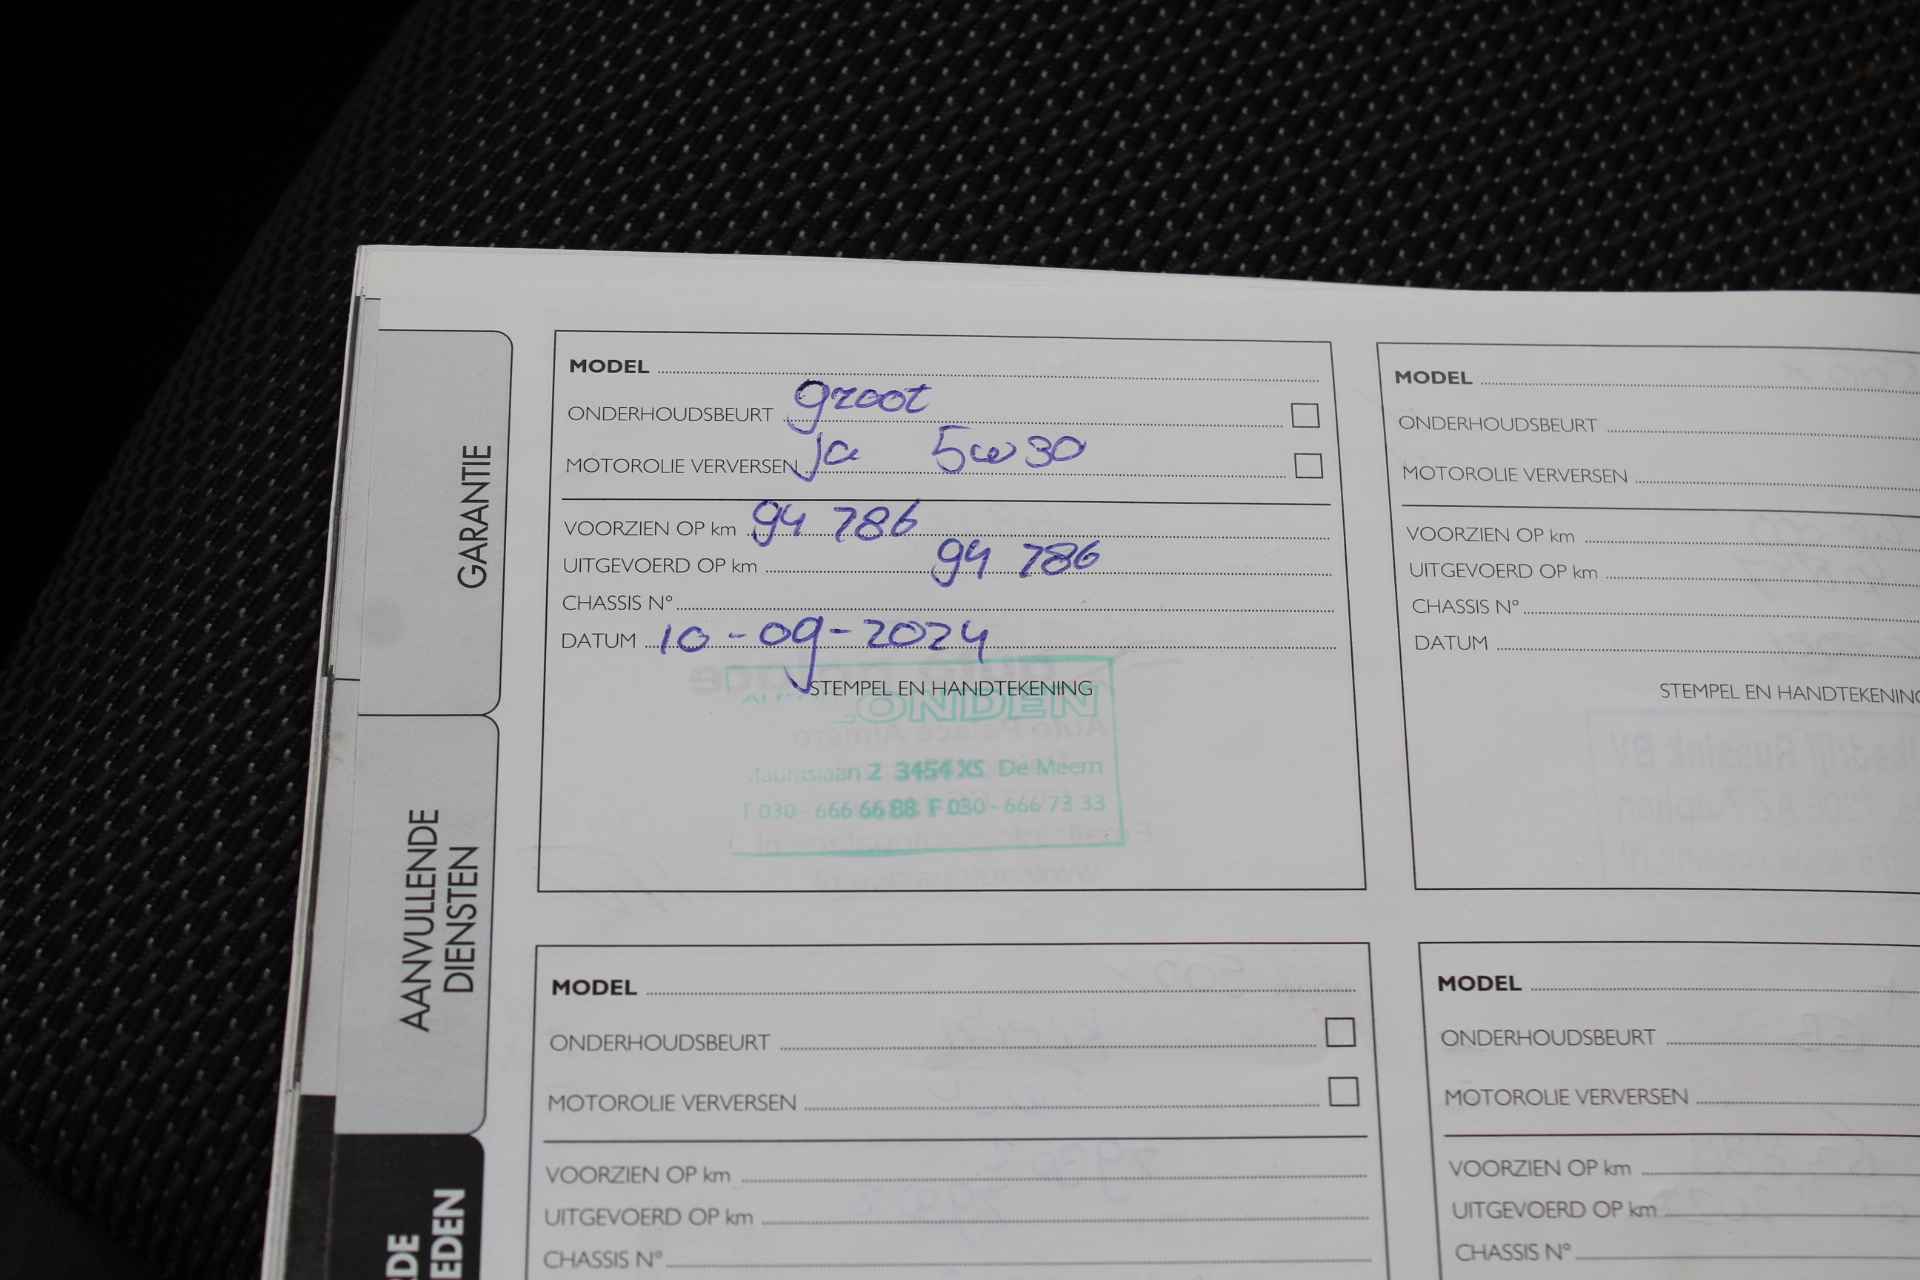 GARANTIE
AANVULLENDE
DIENSTEN
MODEL
ONDERHOUDSBEURT groot
MOTOROLIE VERVERSEN ja 5w30
VOORZIEN OP km 94 786
UITGEVOERD OP km 94 786
CHASSIS N°
DATUM 10-09-2024
STEMPEL EN HANDTEKENING
ONDEN
2 3454 XS De Meern
T 030 - 666 66 88 F 030 - 666 73 33
MODEL
ONDERHOUDSBEURT
MOTOROLIE VERVERSEN
VOORZIEN OP km
UITGEVOERD OP km
CHASSIS N°
DATUM
STEMPEL EN HANDTEKENING
MODEL
ONDERHOUDSBEURT
MOTOROLIE VERVERSEN
VOORZIEN OP km
UITGEVOERD OP km
CHASSIS N°
MODEL
ONDERHOUDSBEURT
MOTOROLIE VERVERSEN
VOORZIEN OP km
UITGEVOERD OP km
CHASSIS N°